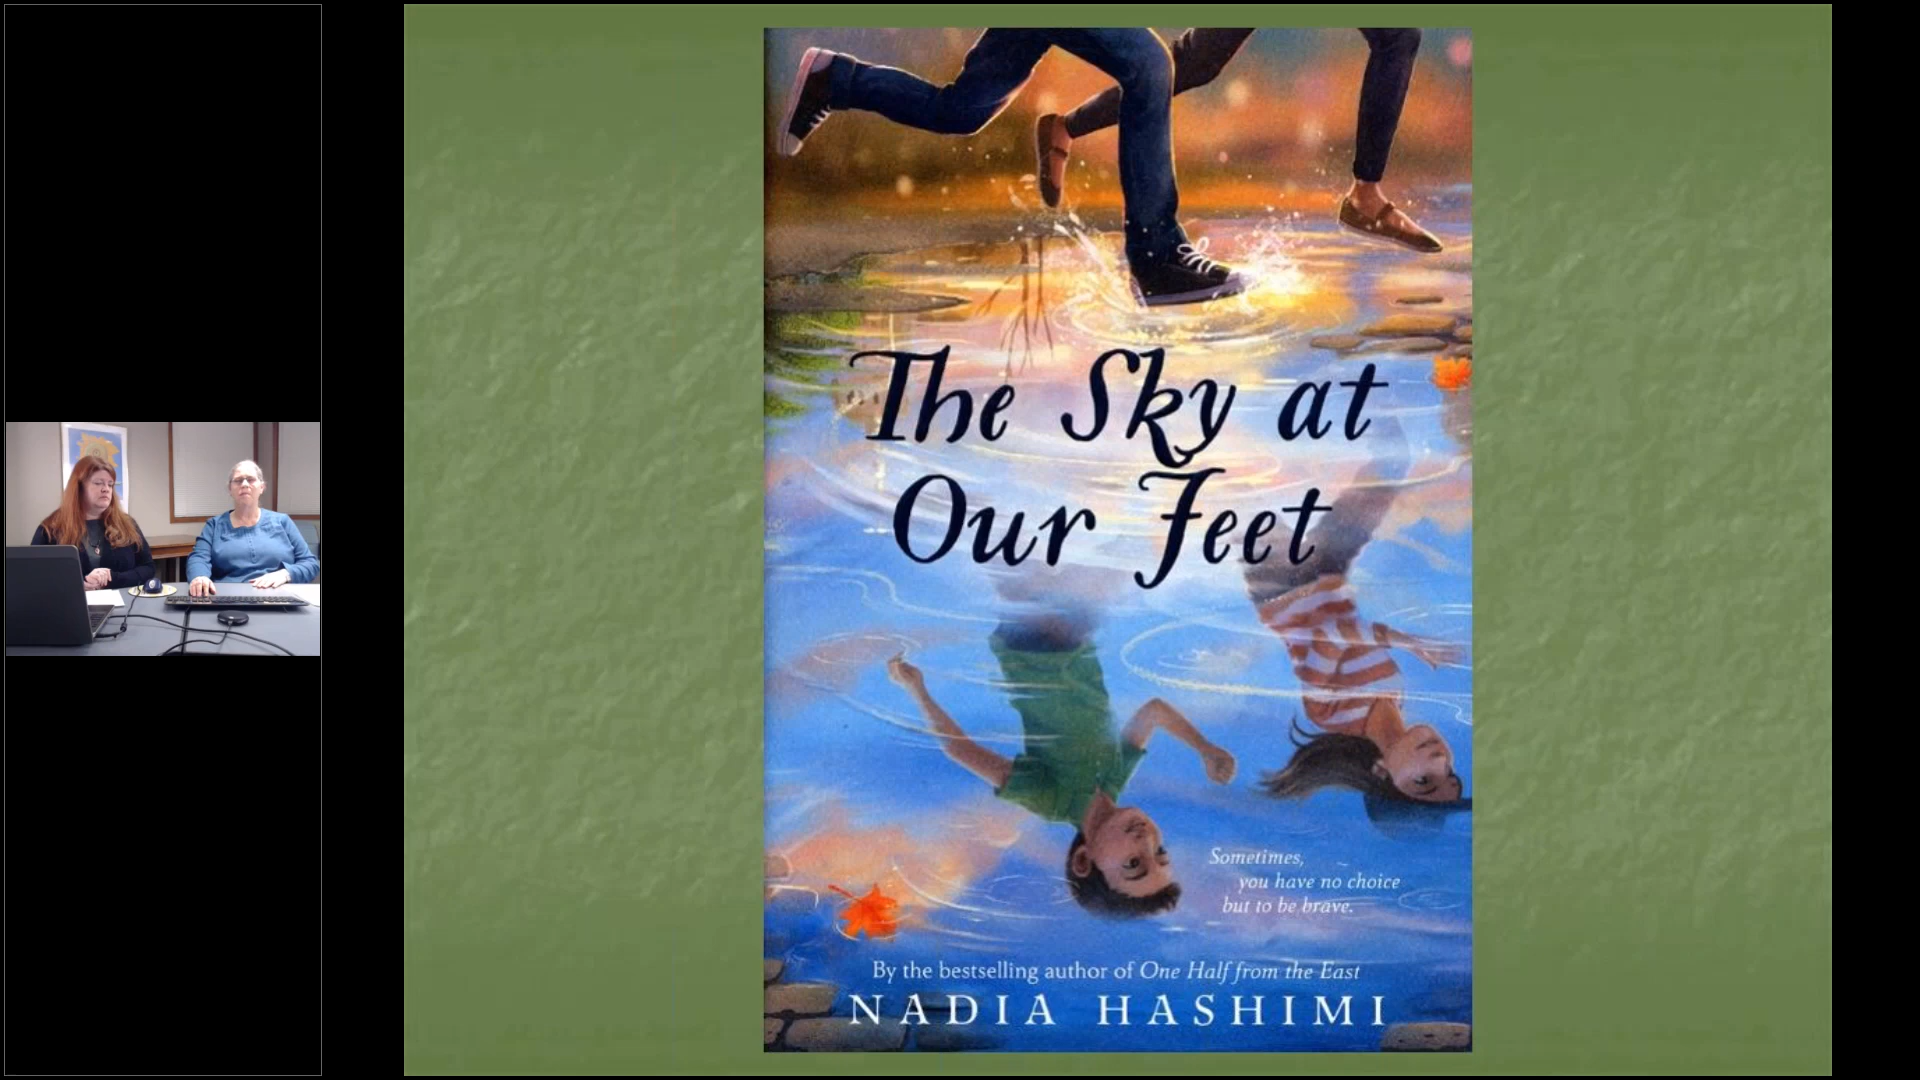 The Sky at
Our Feet
Sometimes,
you have no choice
but to be brave.
By the bestselling author of One Half from the East
NADIA HASHIMI